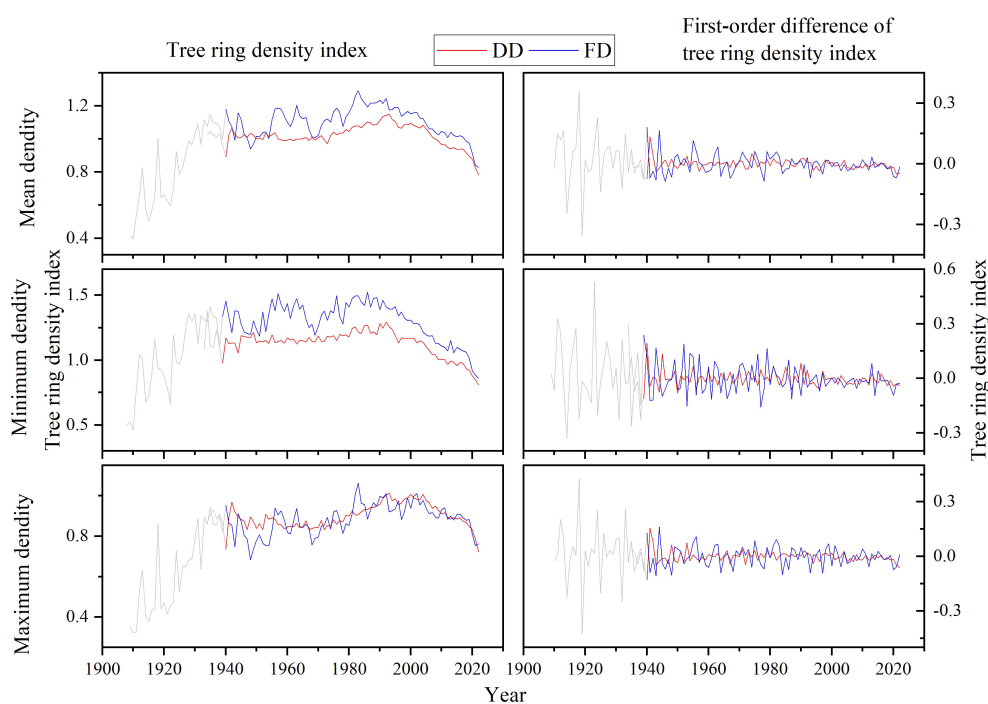 Tree ring density index
DD FD
First-order difference of
tree ring density index
Mean dendity
1.2
0.8
0.4
0.3
0.0
-0.3
Minimum dendity
Tree ring density index
1.5
1.0
0.5
0.6
0.3
0.0
-0.3
Tree ring density index
Maximum dendity
0.8
0.4
0.3
0.0
-0.3
1900 1920 1940 1960 1980 2000 2020
1900 1920 1940 1960 1980 2000 2020
Year